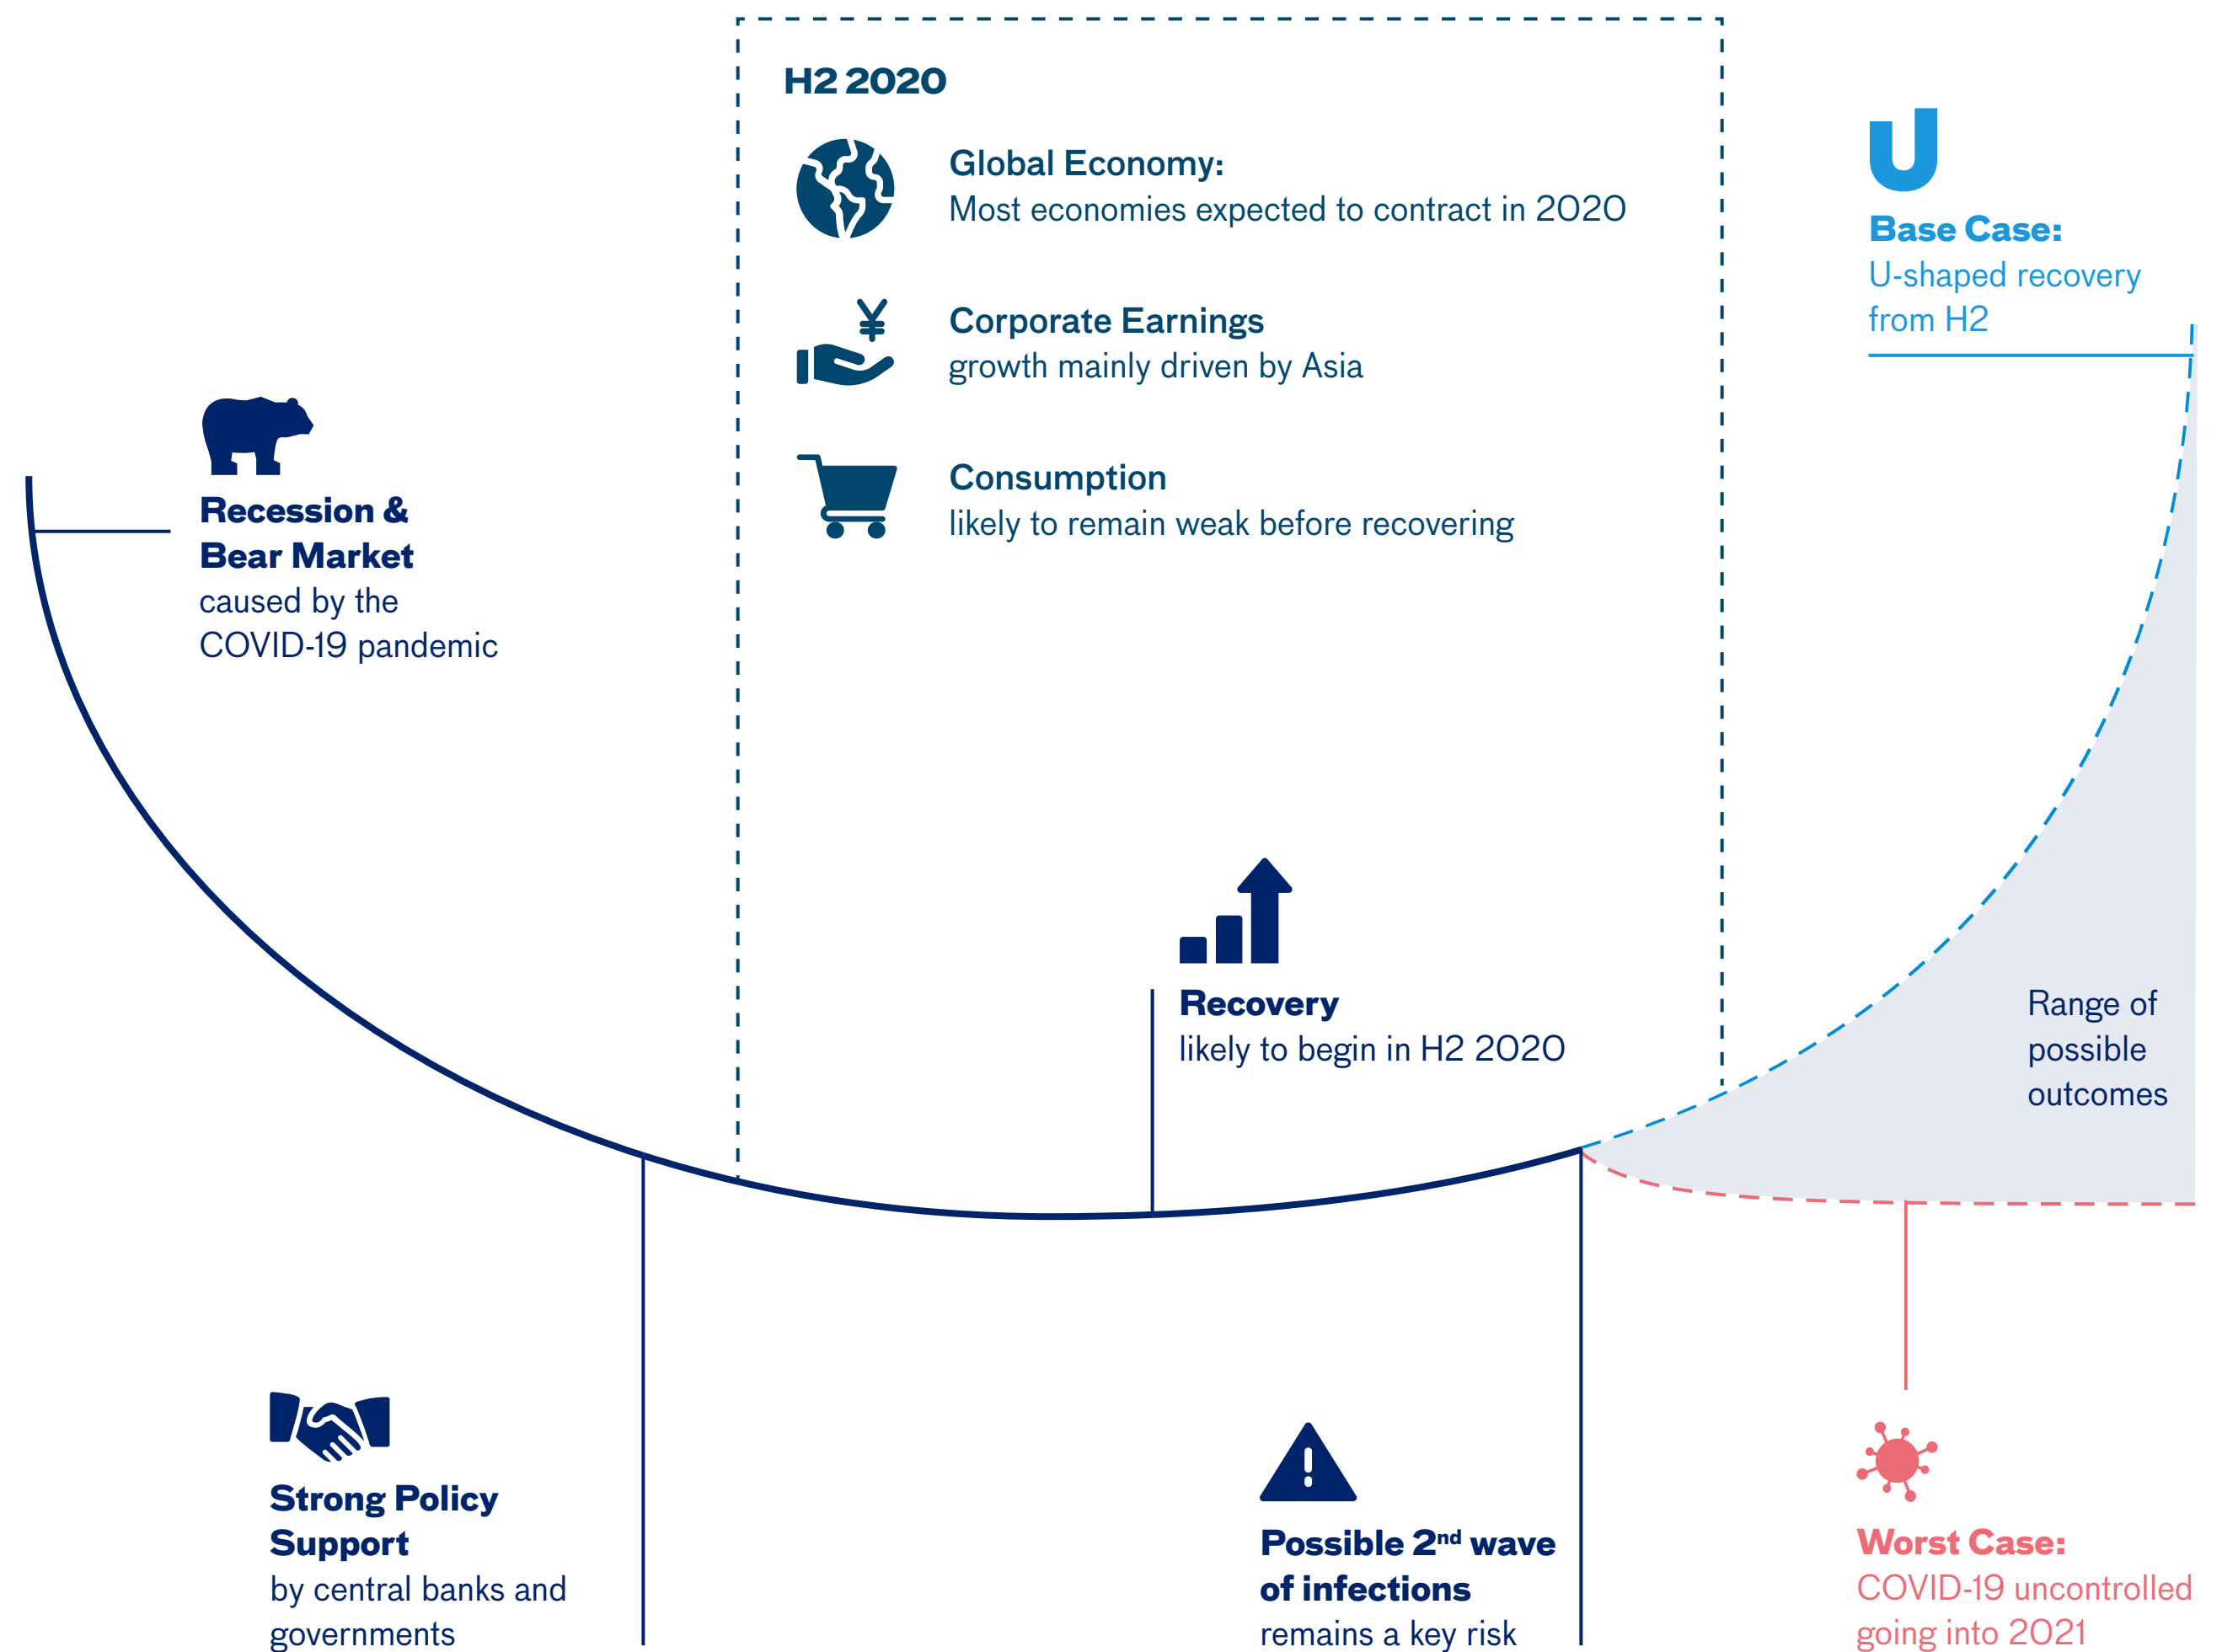 H2 2020
Global Economy:
Most economies expected to contract in 2020
Corporate Earnings
growth mainly driven by Asia
Consumption
likely to remain weak before recovering
Base Case:
U-shaped recovery
from H2
Recession &
Bear Market
caused by the
COVID-19 pandemic
Recovery
likely to begin in H2 2020
Range of
possible
outcomes
Strong Policy
Support
by central banks and
governments
Possible 2nd wave
of infections
remains a key risk
Worst Case:
COVID-19 uncontrolled
going into 2021